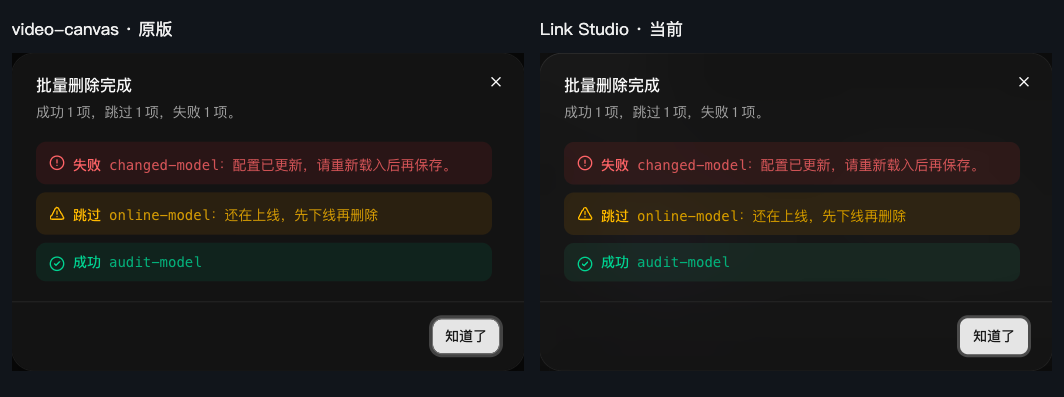 video-canvas · 原版
批量删除完成
成功 1 项，跳过 1 项，失败 1 项。
失败 changed-model：配置已更新，请重新载入后再保存。
跳过 online-model：还在上线，先下线再删除
成功 audit-model
知道了
Link Studio · 当前
批量删除完成
成功 1 项，跳过 1 项，失败 1 项。
失败 changed-model：配置已更新，请重新载入后再保存。
跳过 online-model：还在上线，先下线再删除
成功 audit-model
知道了